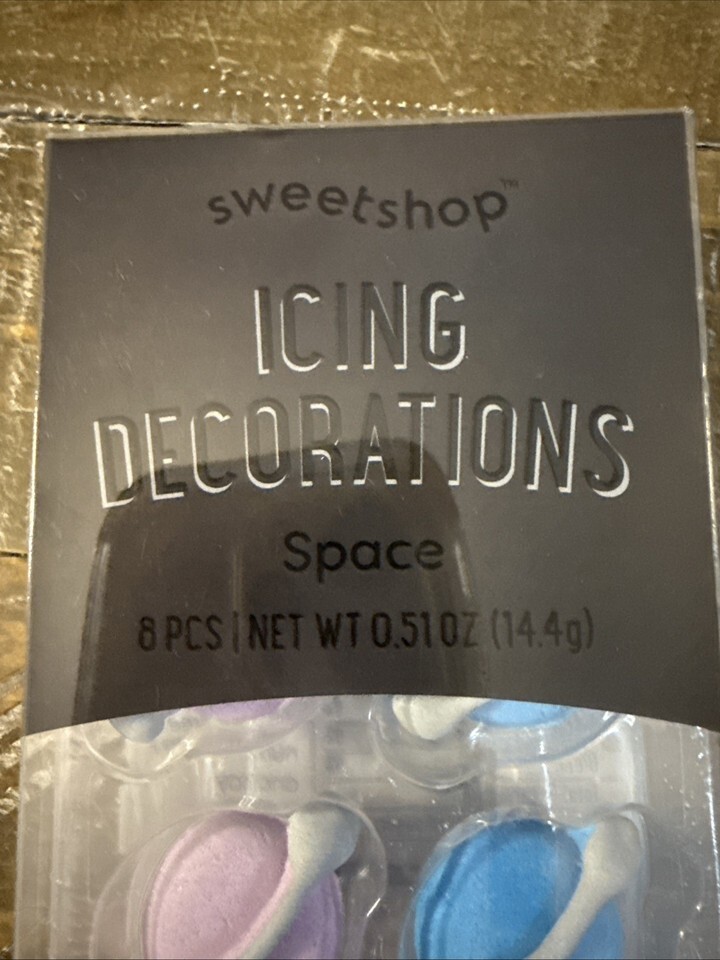 sweetshop™
ICING
DECORATIONS
Space
8 PCS | NET WT 0.51 OZ (14.4g)